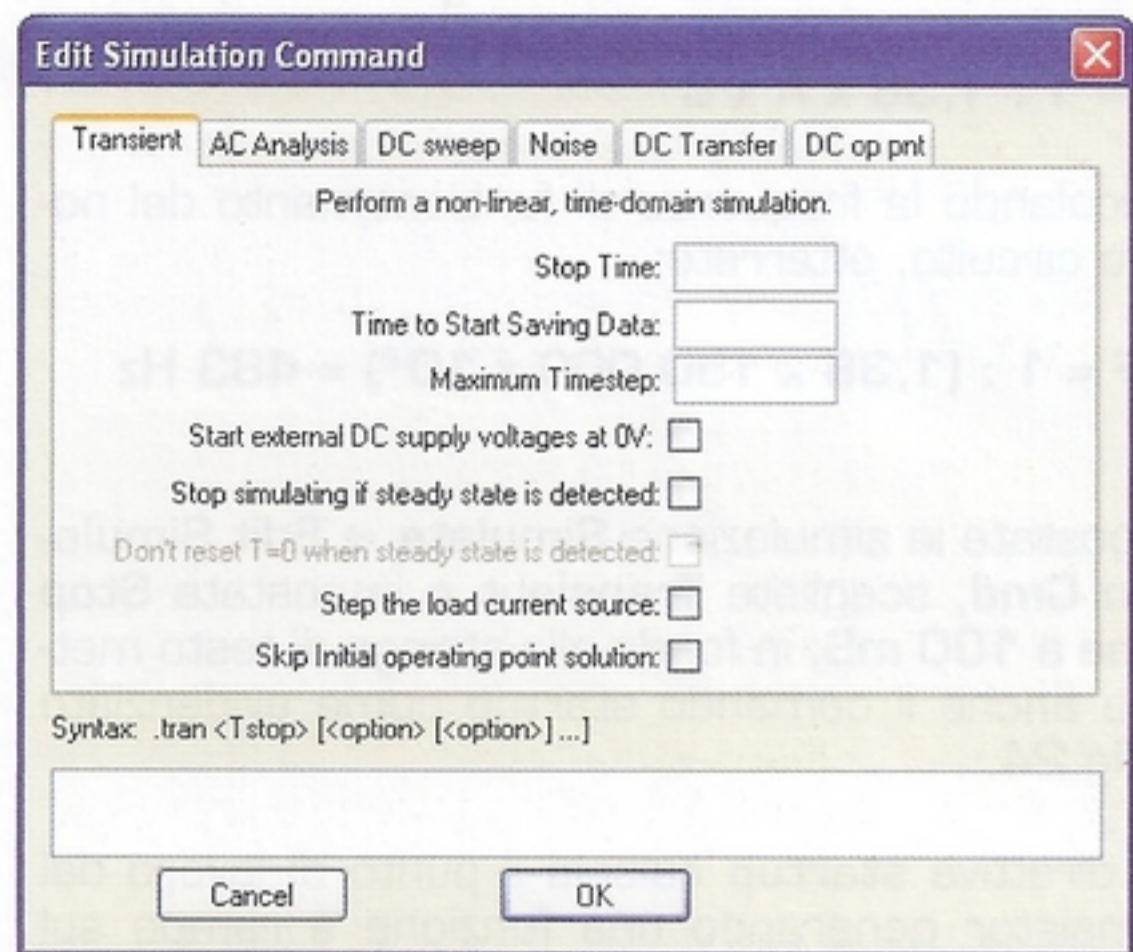 Edit Simulation Command
Transient AC Analysis DC sweep Noise DC Transfer DC op pnt
Perform a non-linear, time-domain simulation.
Stop Time:
Time to Start Saving Data:
Maximum Timestep:
Start external DC supply voltages at 0V:
Stop simulating if steady state is detected:
Don't reset T=0 when steady state is detected:
Step the load current source:
Skip Initial operating point solution:
Syntax: .tran <Tstop> [<option> [<option>] ...]
Cancel OK